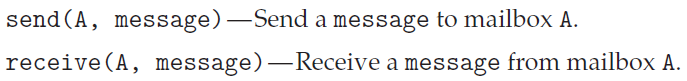 send(A, message)—Send a message to mailbox A.
receive(A, message)—Receive a message from mailbox A.